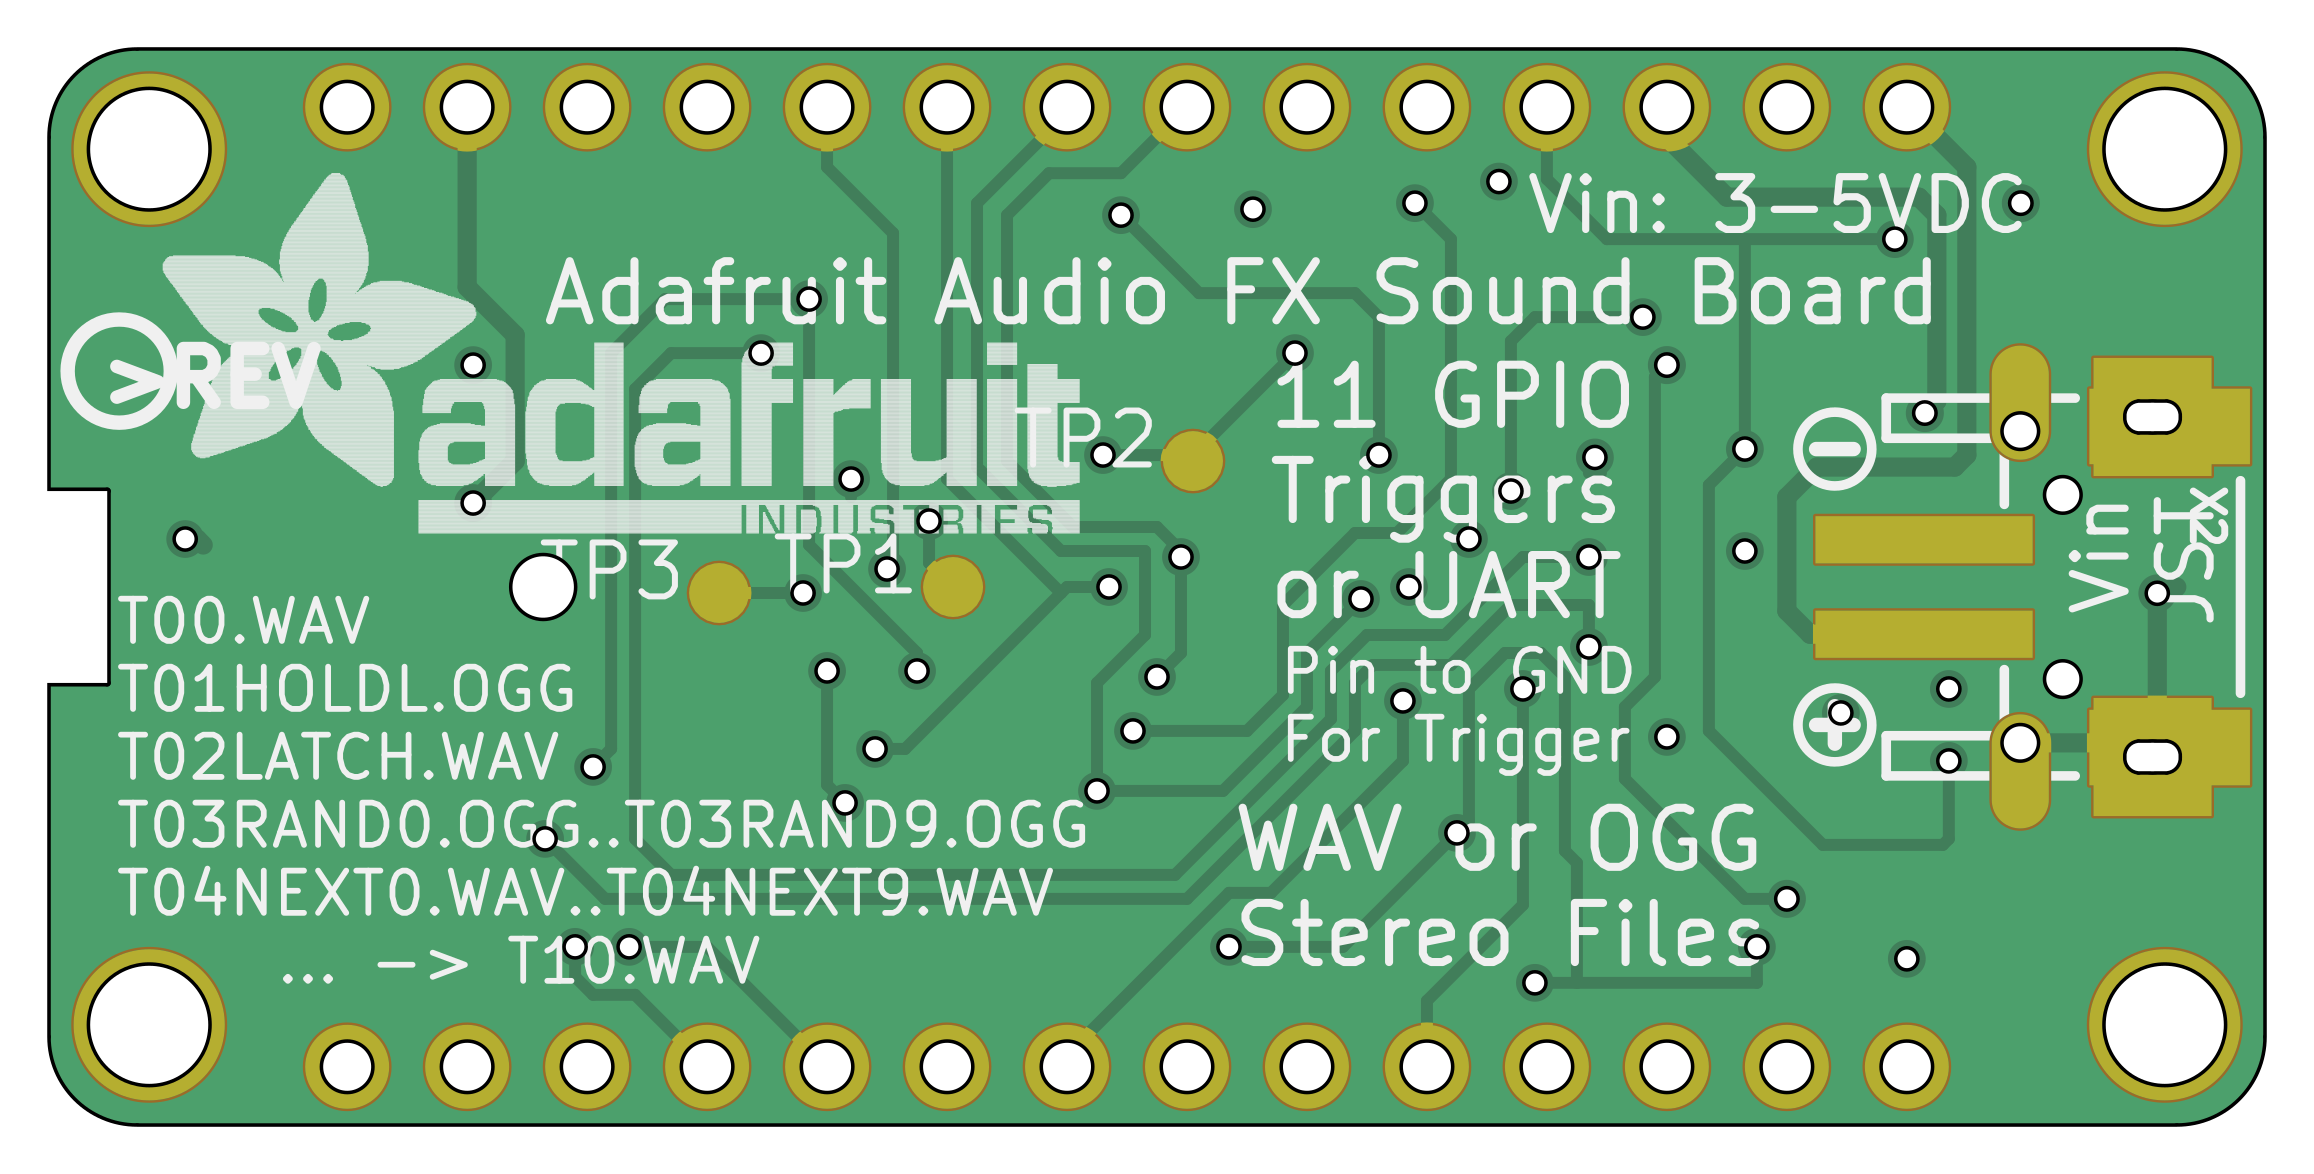 Vin: 3-5VDC
Adafruit Audio FX Sound Board
>REV
adafruit
INDUSTRIES
TP2
11 GPIO
Triggers
or UART
TP3
TP1
Pin to GND
For Trigger
T00.WAV
T01HOLDL.OGG
T02LATCH.WAV
T03RAND0.OGG..T03RAND9.OGG
T04NEXT0.WAV..T04NEXT9.WAV
... -> T10.WAV
WAV or OGG
Stereo Files
-
+
Vin
JST
x2